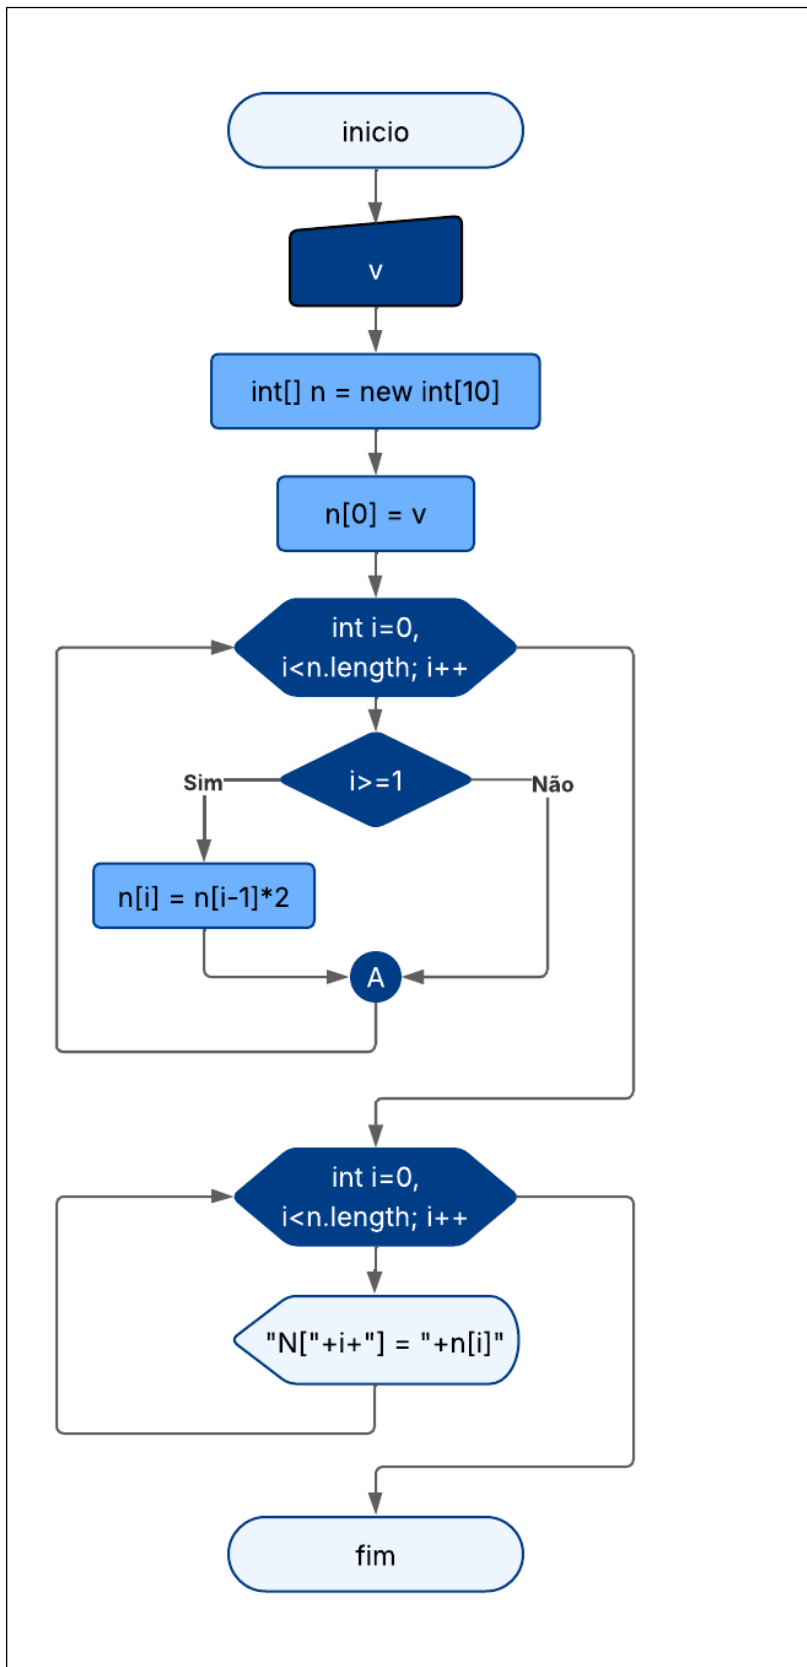 inicio
v
int[] n = new int[10]
n[0] = v
int i=0,
i<n.length; i++
i>=1
Sim
Não
n[i] = n[i-1]*2
A
int i=0,
i<n.length; i++
"N["+i+"] = "+n[i]"
fim